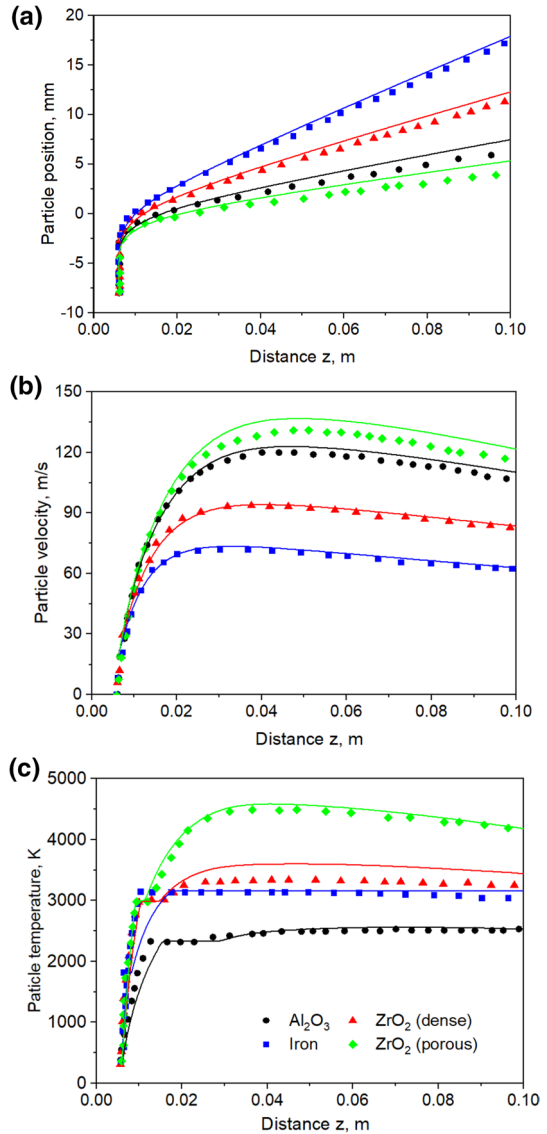 (a)
20
15
10
5
0
-5
-10
Particle position, mm
0.00 0.02 0.04 0.06 0.08 0.10
Distance z, m
(b)
150
120
90
60
30
0
Particle velocity, m/s
0.00 0.02 0.04 0.06 0.08 0.10
Distance z, m
(c)
5000
4000
3000
2000
1000
0
Paticle temperature, K
Al₂O₃ ZrO₂ (dense)
Iron ZrO₂ (porous)
0.00 0.02 0.04 0.06 0.08 0.10
Distance z, m